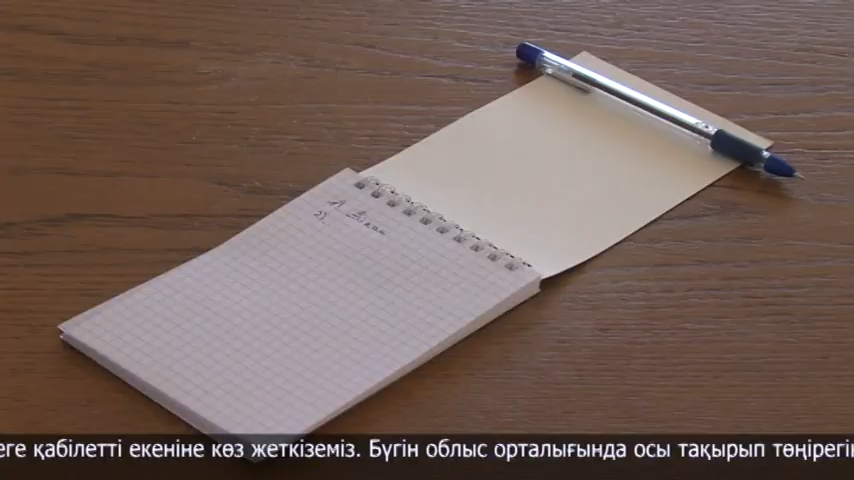 еге қабілетті екеніне көз жеткіземіз. Бүгін облыс орталығында осы тақырып төңірегін